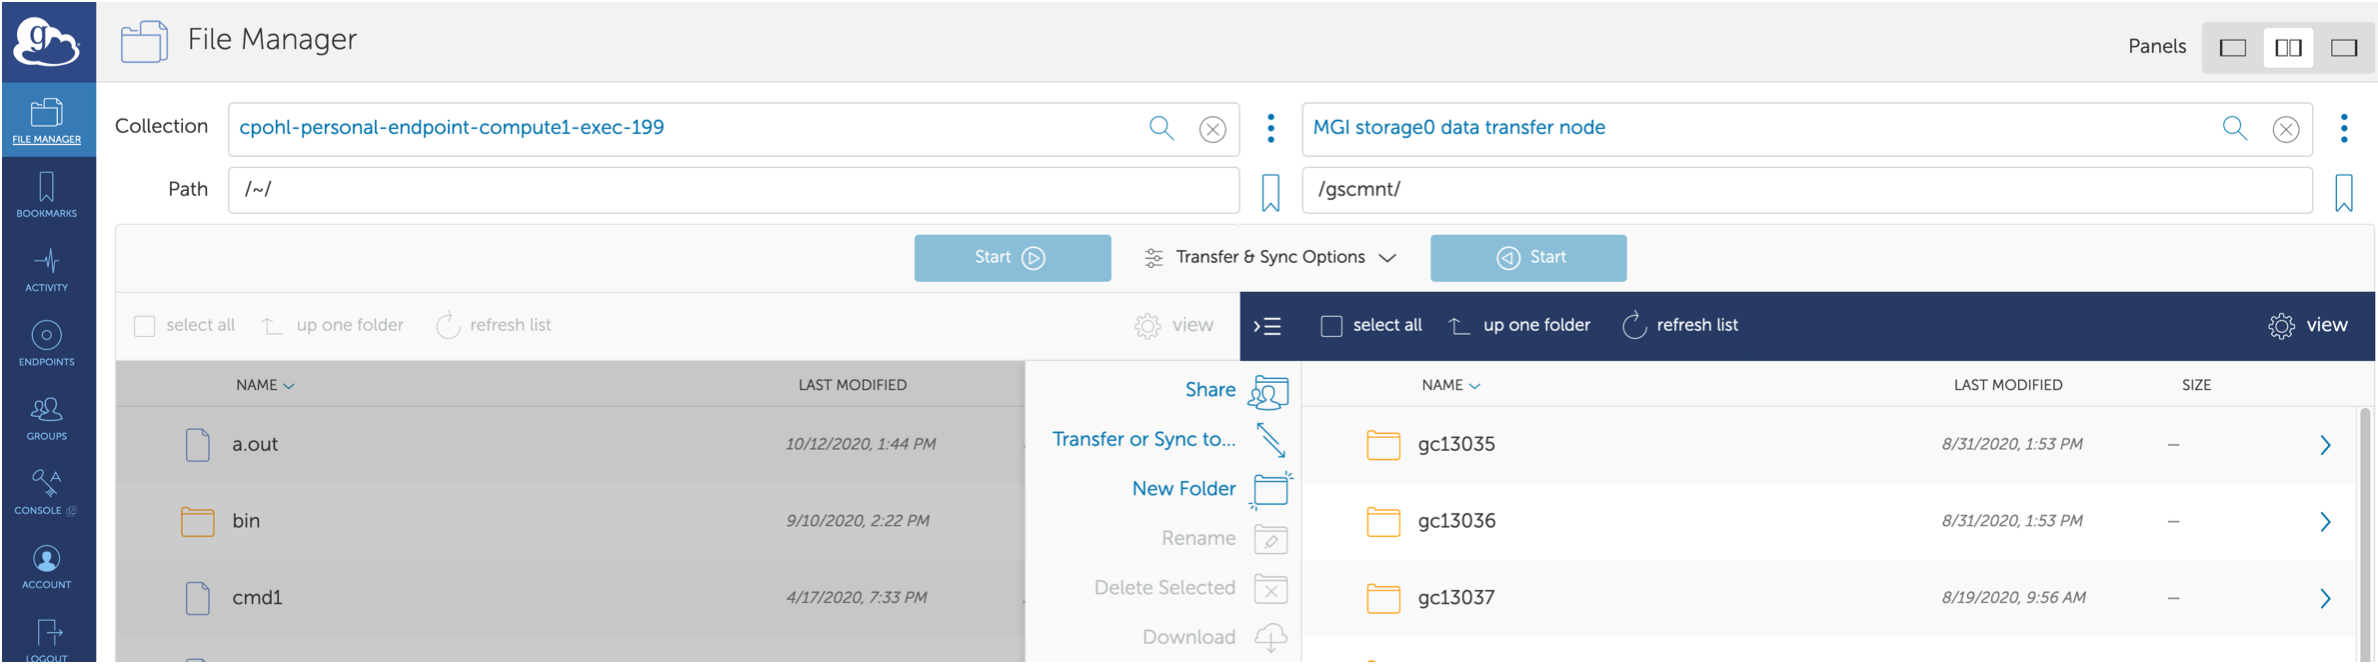 g
File Manager
Panels
FILE MANAGER
Collection
cpohl-personal-endpoint-compute1-exec-199
MGI storage0 data transfer node
Path
/~/
/gscmnt/
BOOKMARKS
Start
Transfer & Sync Options
Start
ACTIVITY
select all up one folder refresh list view
select all up one folder refresh list view
ENDPOINTS
NAME LAST MODIFIED
a.out 10/12/2020, 1:44 PM
bin 9/10/2020, 2:22 PM
cmd1 4/17/2020, 7:33 PM
Share
Transfer or Sync to...
New Folder
Rename
Delete Selected
Download
NAME LAST MODIFIED SIZE
gc13035 8/31/2020, 1:53 PM –
gc13036 8/31/2020, 1:53 PM –
gc13037 8/19/2020, 9:56 AM –
GROUPS
CONSOLE
ACCOUNT
LOGOUT